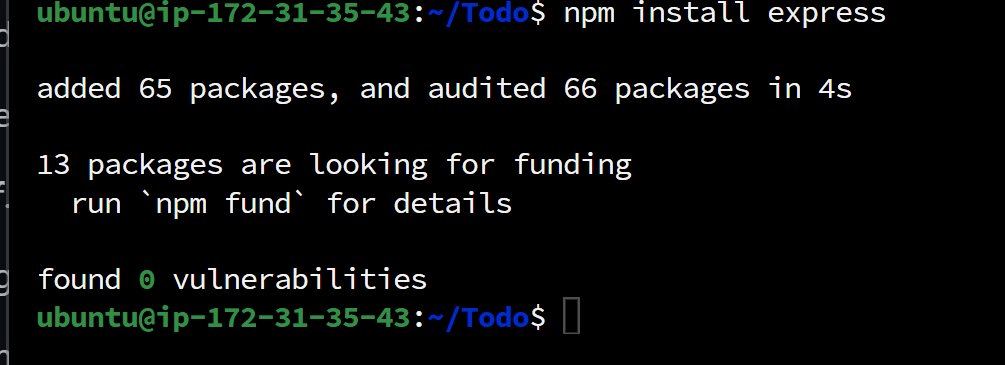 ubuntu@ip-172-31-35-43:~/Todo$ npm install express
added 65 packages, and audited 66 packages in 4s
13 packages are looking for funding
run `npm fund` for details
found 0 vulnerabilities
ubuntu@ip-172-31-35-43:~/Todo$